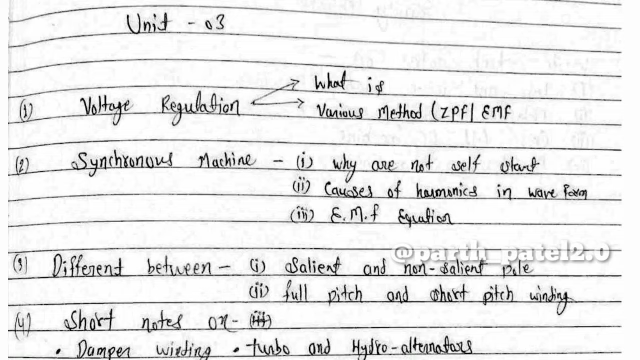 Unit - 03
What is
(1) Voltage Regulation
Various Method (ZPF/EMF
(2) Synchronous Machine - (i) why are not self start
(ii) Causes of harmonics in wave form
(iii) E.M.f Equation
@parth_patel2.0
(3) Different between - (i) Salient and non-salient pole
(ii) full pitch and short pitch winding
(4) Short notes on -
• Damper winding • turbo and Hydro-alternators